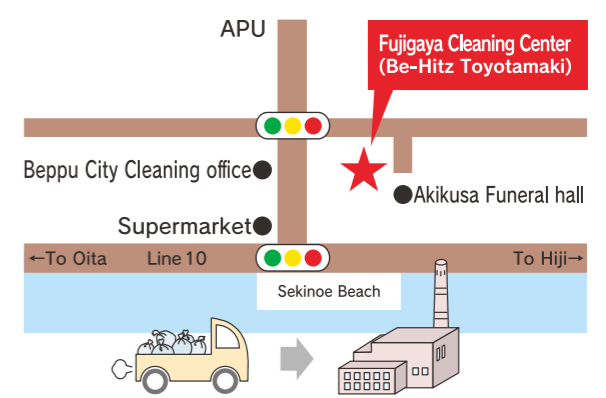 APU
Fujigaya Cleaning Center
(Be-Hitz Toyotamaki)
Beppu City Cleaning office
Akikusa Funeral hall
Supermarket
←To Oita
Line 10
To Hiji→
Sekinoe Beach